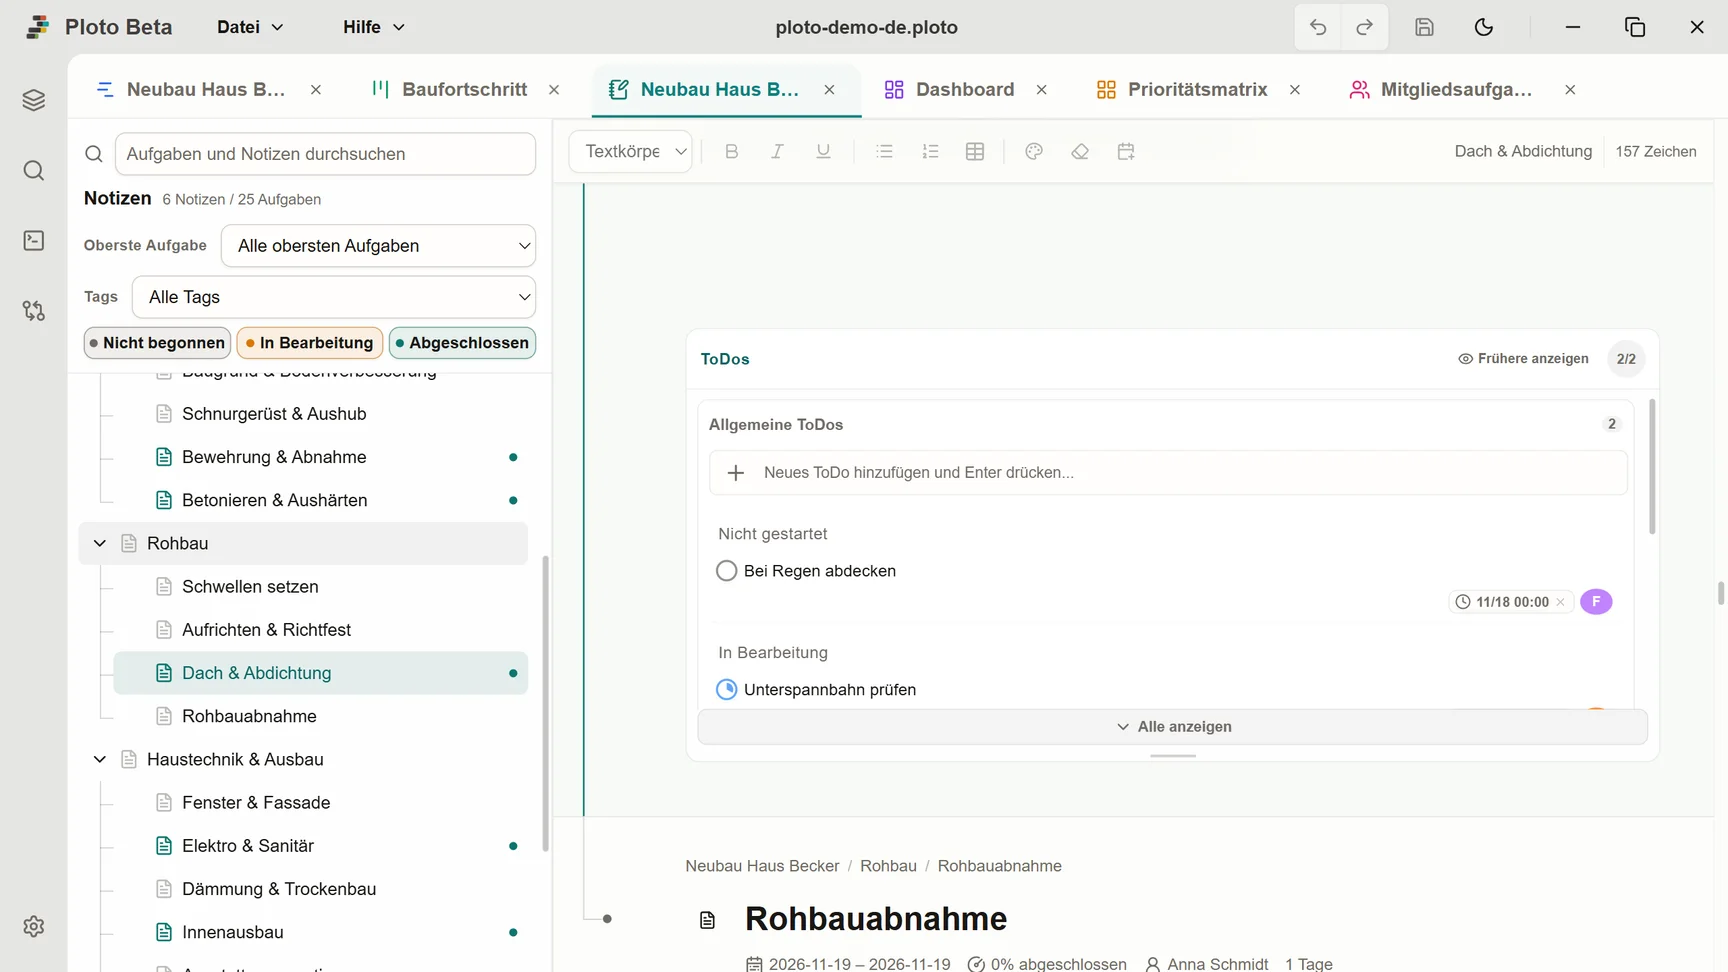 Ploto Beta
Datei
Hilfe
ploto-demo-de.ploto
Neubau Haus B...
Baufortschritt
Neubau Haus B...
Dashboard
Prioritätsmatrix
Mitgliedsaufga...
Aufgaben und Notizen durchsuchen
Notizen 6 Notizen / 25 Aufgaben
Oberste Aufgabe Alle obersten Aufgaben
Tags Alle Tags
Nicht begonnen In Bearbeitung Abgeschlossen
Baugrund & Bodenverbesserung
Schnurgerüst & Aushub
Bewehrung & Abnahme
Betonieren & Aushärten
Rohbau
Schwellen setzen
Aufrichten & Richtfest
Dach & Abdichtung
Rohbauabnahme
Haustechnik & Ausbau
Fenster & Fassade
Elektro & Sanitär
Dämmung & Trockenbau
Innenausbau
Textkörpe
Dach & Abdichtung 157 Zeichen
ToDos
Frühere anzeigen 2/2
Allgemeine ToDos 2
Neues ToDo hinzufügen und Enter drücken...
Nicht gestartet
Bei Regen abdecken
11/18 00:00 F
In Bearbeitung
Unterspannbahn prüfen
Alle anzeigen
Neubau Haus Becker / Rohbau / Rohbauabnahme
Rohbauabnahme
2026-11-19 – 2026-11-19 0% abgeschlossen Anna Schmidt 1 Tage